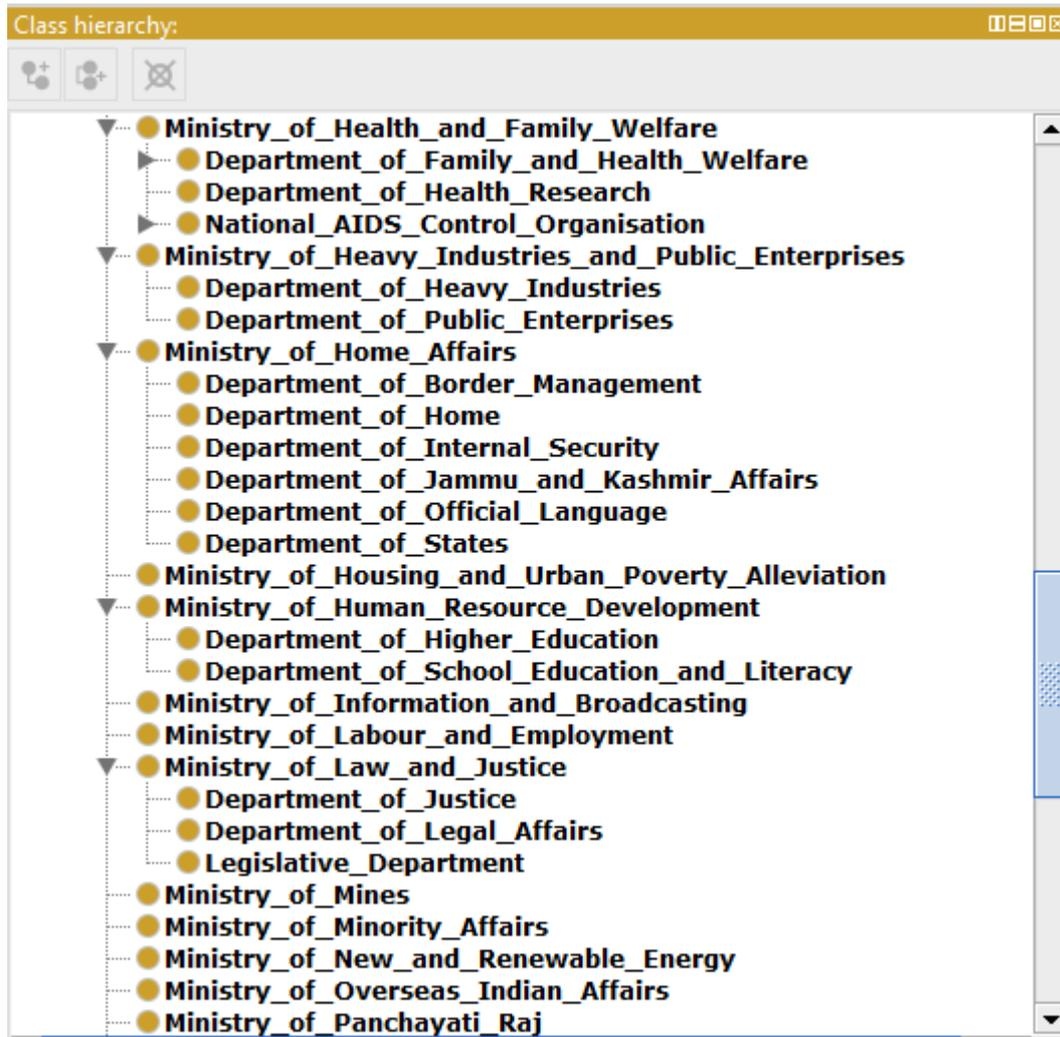 Class hierarchy:
Ministry_of_Health_and_Family_Welfare
Department_of_Family_and_Health_Welfare
Department_of_Health_Research
National_AIDS_Control_Organisation
Ministry_of_Heavy_Industries_and_Public_Enterprises
Department_of_Heavy_Industries
Department_of_Public_Enterprises
Ministry_of_Home_Affairs
Department_of_Border_Management
Department_of_Home
Department_of_Internal_Security
Department_of_Jammu_and_Kashmir_Affairs
Department_of_Official_Language
Department_of_States
Ministry_of_Housing_and_Urban_Poverty_Alleviation
Ministry_of_Human_Resource_Development
Department_of_Higher_Education
Department_of_School_Education_and_Literacy
Ministry_of_Information_and_Broadcasting
Ministry_of_Labour_and_Employment
Ministry_of_Law_and_Justice
Department_of_Justice
Department_of_Legal_Affairs
Legislative_Department
Ministry_of_Mines
Ministry_of_Minority_Affairs
Ministry_of_New_and_Renewable_Energy
Ministry_of_Overseas_Indian_Affairs
Ministry_of_Panchayati_Raj